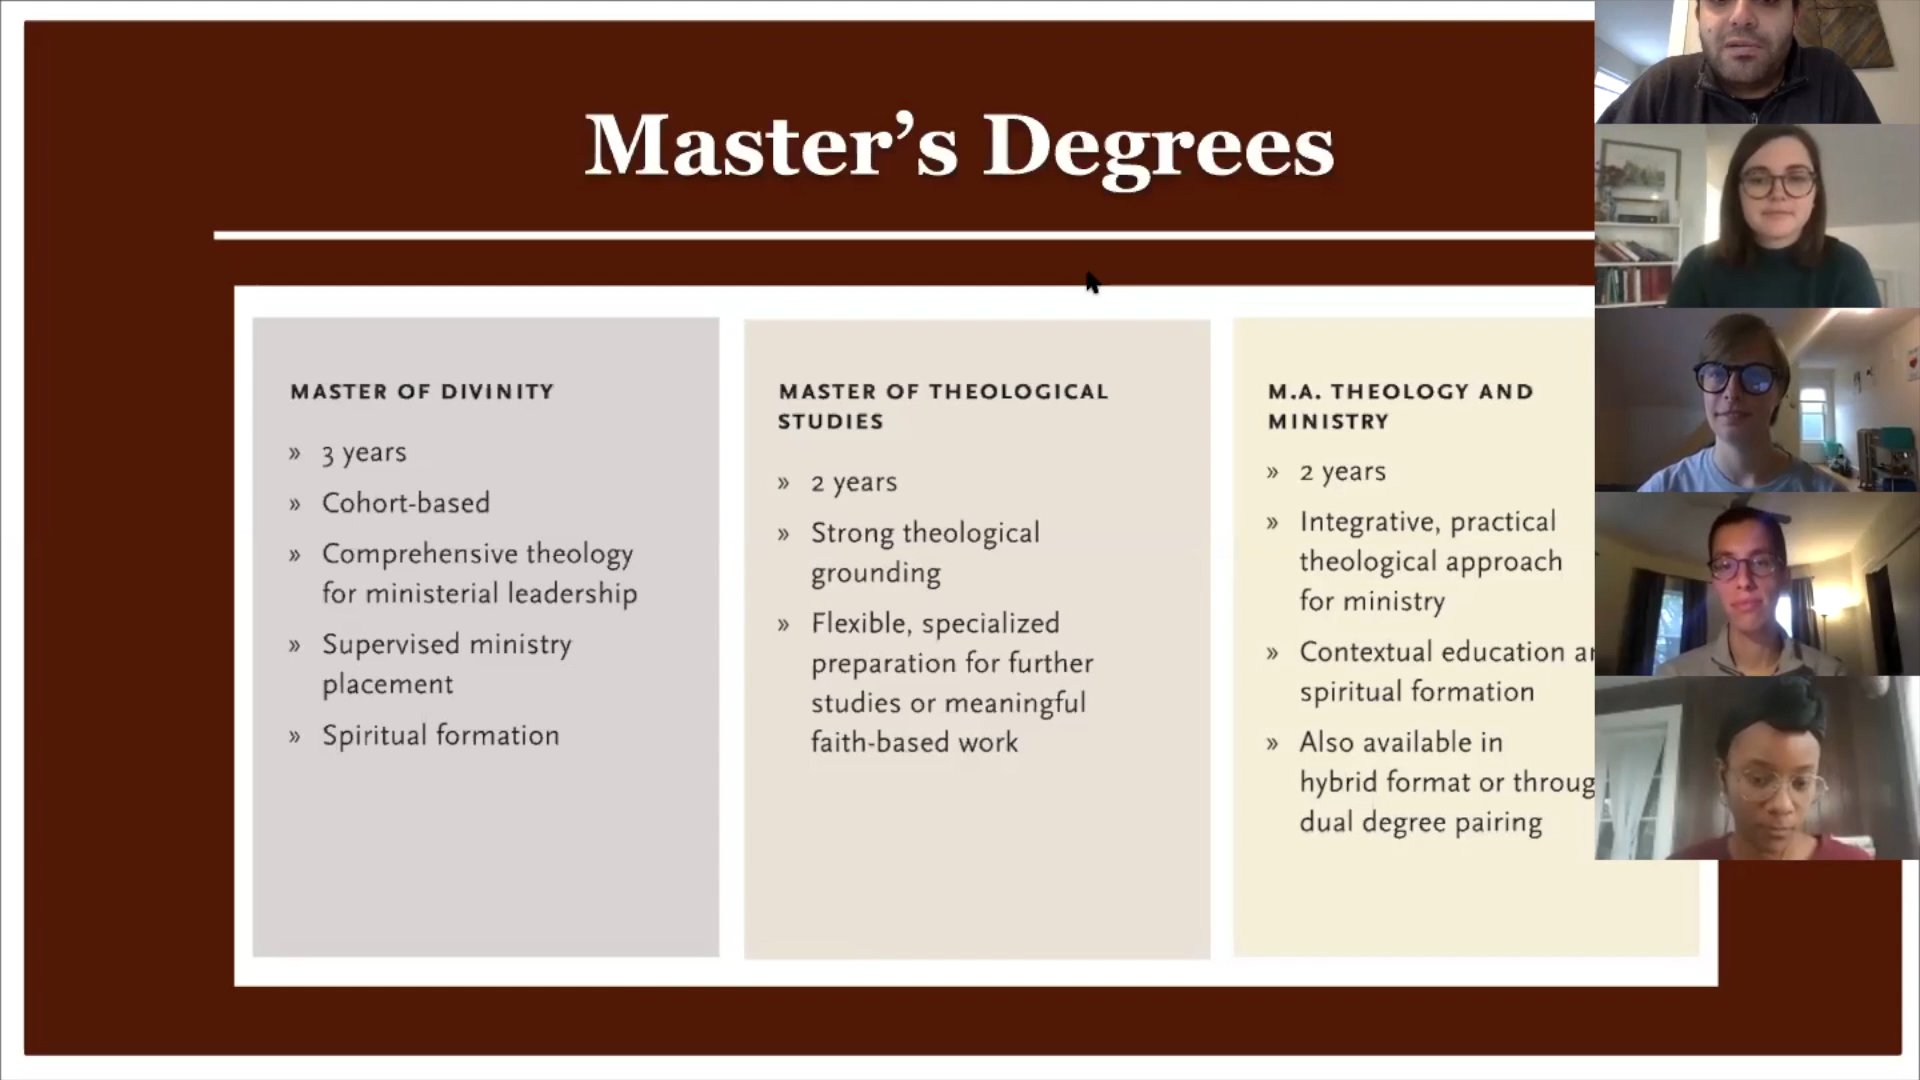 Master’s Degrees
MASTER OF DIVINITY
» 3 years
» Cohort-based
» Comprehensive theology
for ministerial leadership
» Supervised ministry
placement
» Spiritual formation
MASTER OF THEOLOGICAL
STUDIES
» 2 years
» Strong theological
grounding
» Flexible, specialized
preparation for further
studies or meaningful
faith-based work
M.A. THEOLOGY AND
MINISTRY
» 2 years
» Integrative, practical
theological approach
for ministry
» Contextual education
spiritual formation
» Also available in
hybrid format or
dual degree pairing